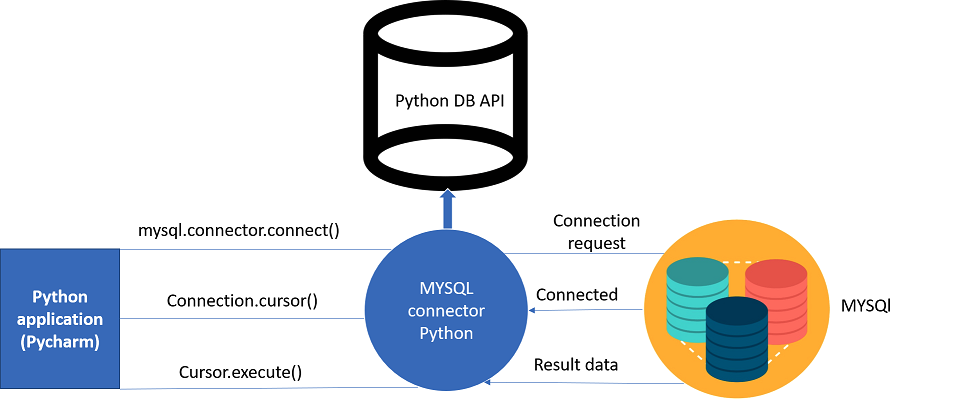 Python DB API
mysql.connector.connect()
Connection
request
Python
application
(Pycharm)
Connection.cursor()
MYSQL
connector
Python
Connected
MYSQl
Cursor.execute()
Result data